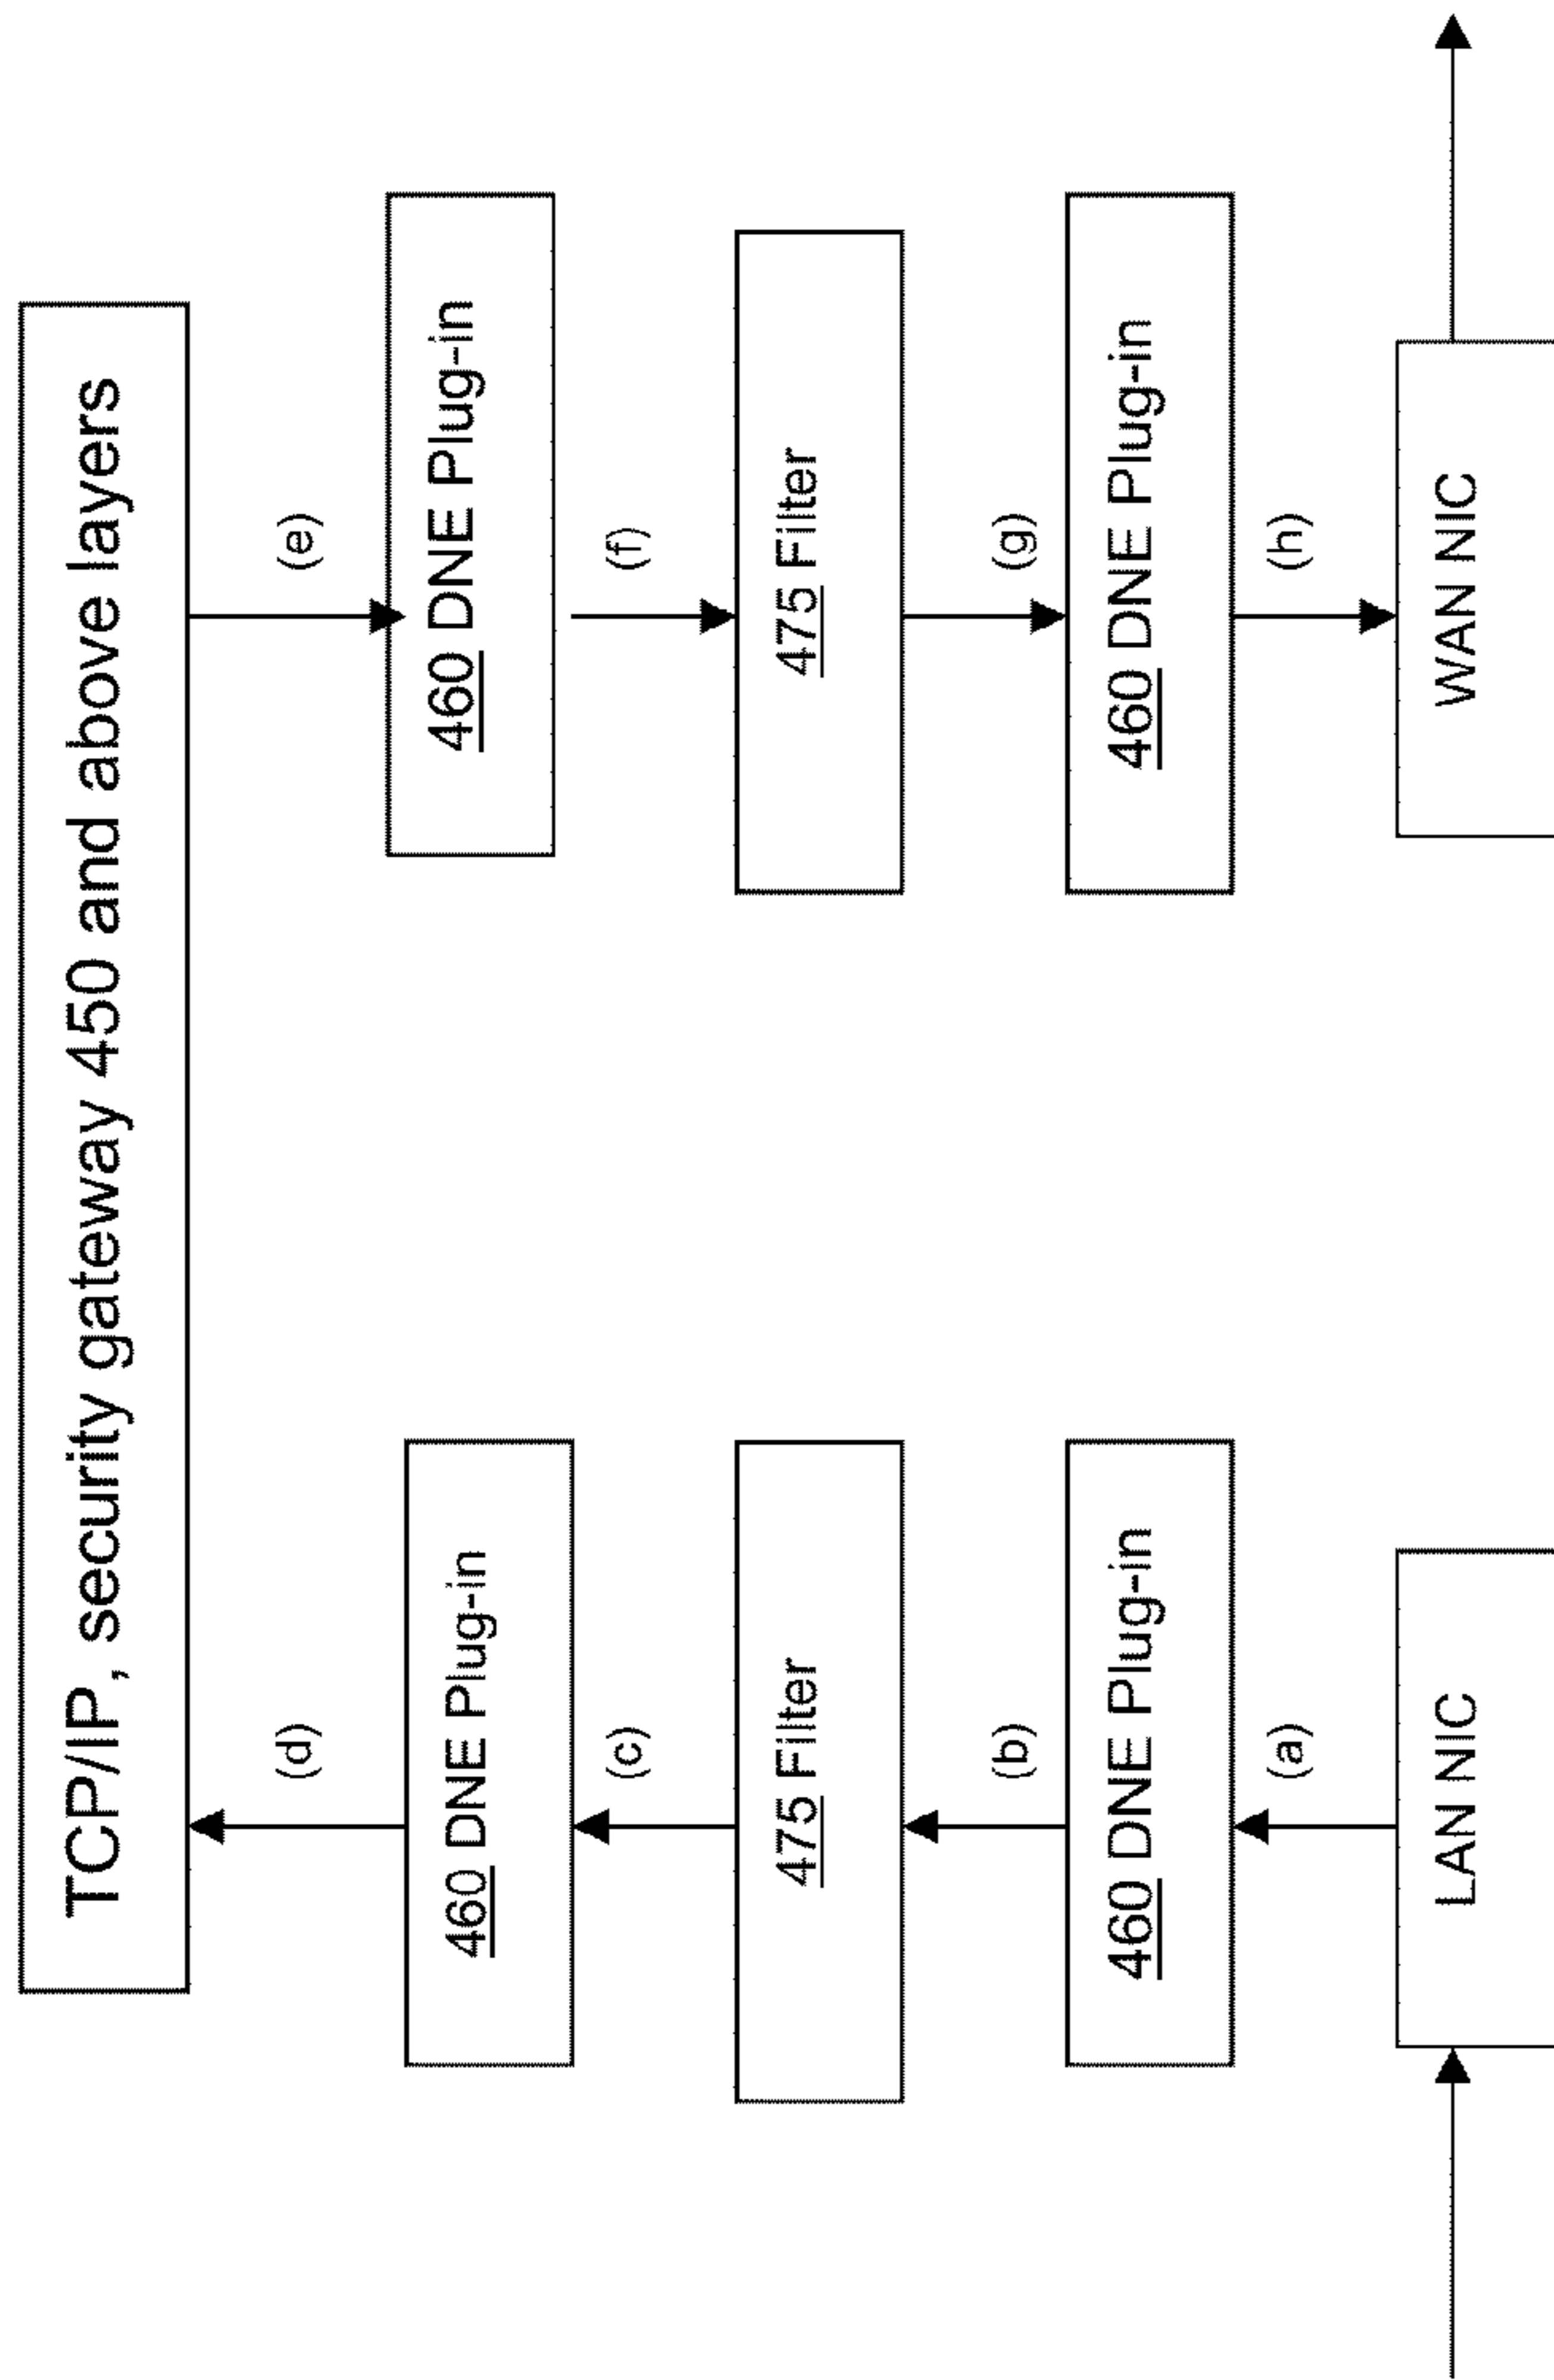 TCP/IP, security gateway 450 and above layers
(d)
(e)
460 DNE Plug-in
460 DNE Plug-in
(c)
(f)
475 Filter
475 Filter
(b)
(g)
460 DNE Plug-in
460 DNE Plug-in
(a)
(h)
LAN NIC
WAN NIC